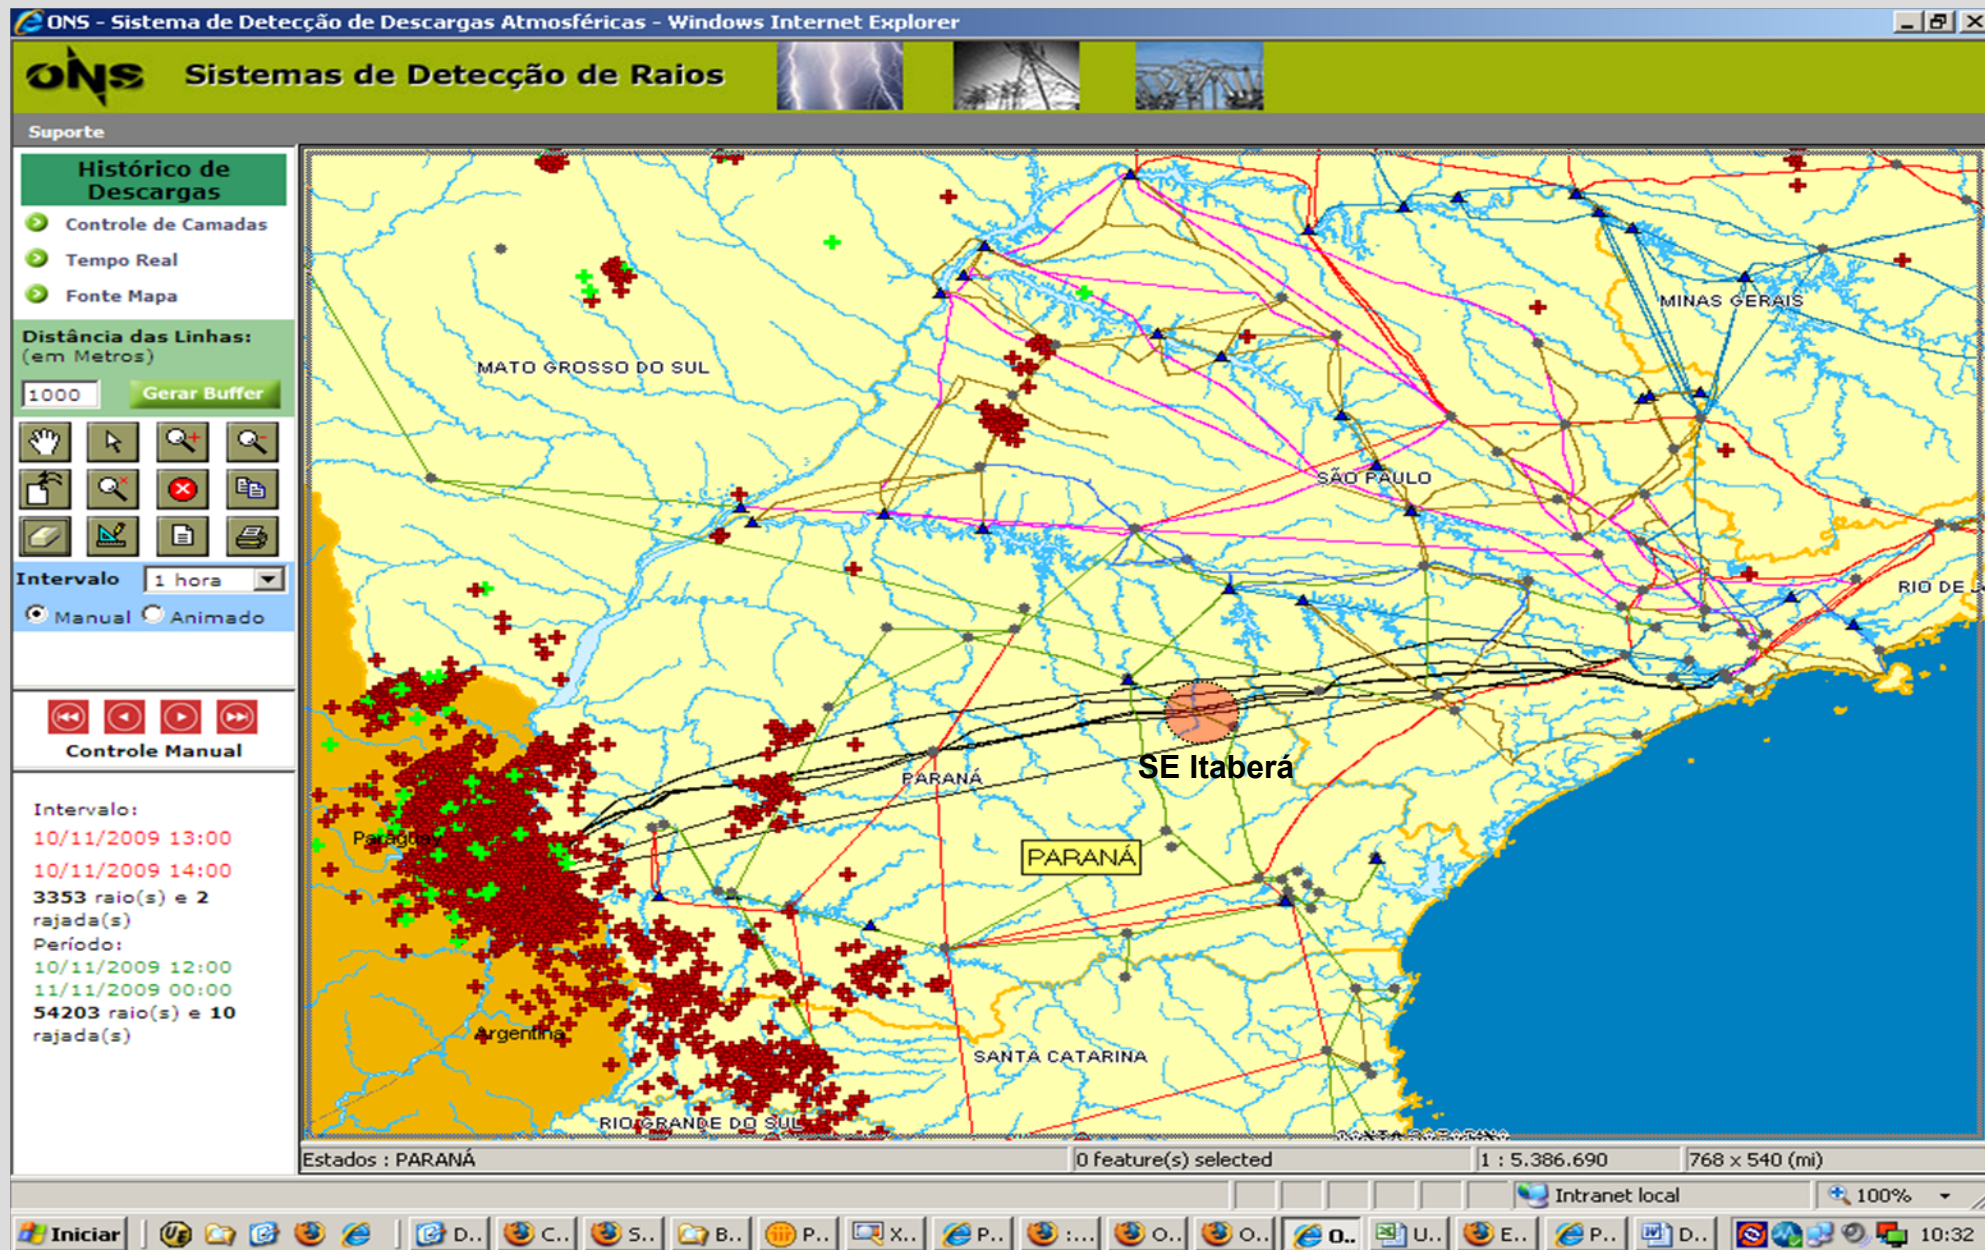 ONS - Sistema de Detecção de Descargas Atmosféricas - Windows Internet Explorer
ONS Sistemas de Detecção de Raios
Suporte
Histórico de
Descargas
Controle de Camadas
Tempo Real
Fonte Mapa
Distância das Linhas:
(em Metros)
1000 Gerar Buffer
Intervalo 1 hora
Manual Animado
Controle Manual
Intervalo:
10/11/2009 13:00
10/11/2009 14:00
3353 raio(s) e 2
rajada(s)
Período:
10/11/2009 12:00
11/11/2009 00:00
54203 raio(s) e 10
rajada(s)
MINAS GERAIS
MATO GROSSO DO SUL
SÃO PAULO
RIO DE
SE Itaberá
PARANÁ
Paraguay
PARANÁ
Argentina
SANTA CATARINA
RIO GRANDE DO SUL
Estados : PARANÁ 0 feature(s) selected 1 : 5.386.690 768 x 540 (mi)
Intranet local 100%
Iniciar D.. C.. S.. B.. P.. X.. P.. :... O.. O.. O.. U.. E.. P.. D.. 10:32